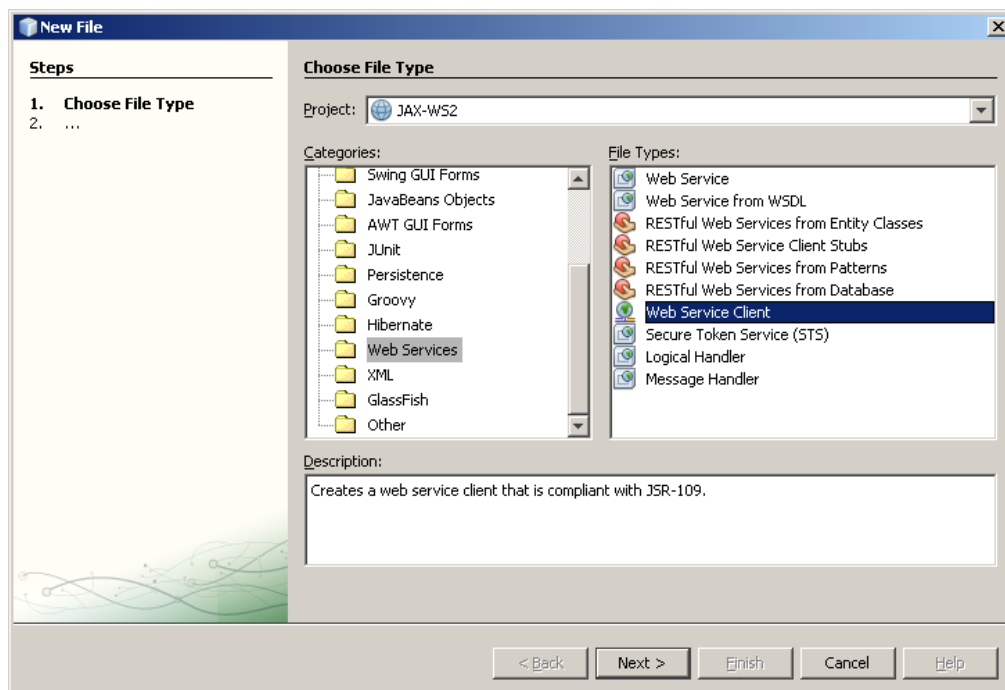 New File
Steps
1. Choose File Type
2. ...
Choose File Type
Project: JAX-WS2
Categories:
Swing GUI Forms
JavaBeans Objects
AWT GUI Forms
JUnit
Persistence
Groovy
Hibernate
Web Services
XML
GlassFish
Other
File Types:
Web Service
Web Service from WSDL
RESTful Web Services from Entity Classes
RESTful Web Service Client Stubs
RESTful Web Services from Patterns
RESTful Web Services from Database
Web Service Client
Secure Token Service (STS)
Logical Handler
Message Handler
Description:
Creates a web service client that is compliant with JSR-109.
< Back Next > Finish Cancel Help